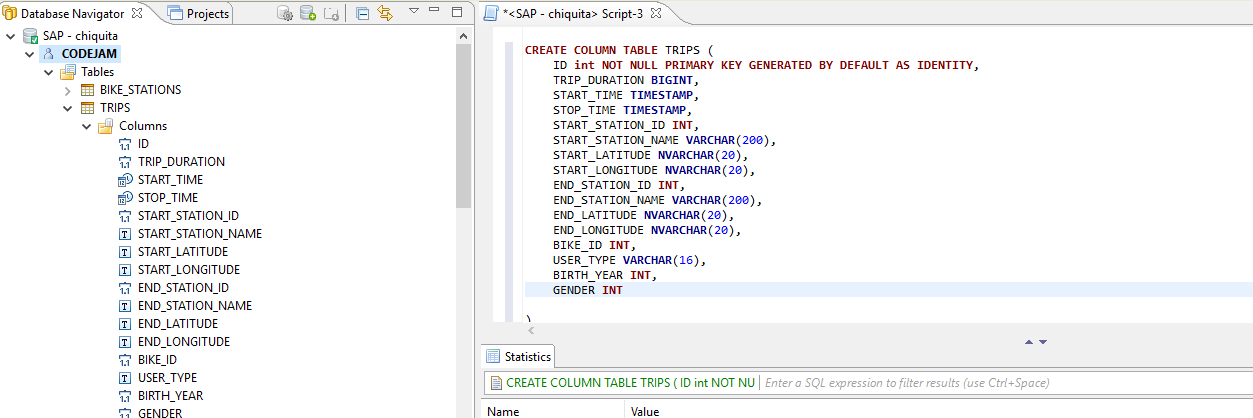 Database Navigator
Projects
SAP - chiquita
CODEJAM
Tables
BIKE_STATIONS
TRIPS
Columns
ID
TRIP_DURATION
START_TIME
STOP_TIME
START_STATION_ID
START_STATION_NAME
START_LATITUDE
START_LONGITUDE
END_STATION_ID
END_STATION_NAME
END_LATITUDE
END_LONGITUDE
BIKE_ID
USER_TYPE
BIRTH_YEAR
GENDER
*<SAP - chiquita> Script-3
CREATE COLUMN TABLE TRIPS (
ID int NOT NULL PRIMARY KEY GENERATED BY DEFAULT AS IDENTITY,
TRIP_DURATION BIGINT,
START_TIME TIMESTAMP,
STOP_TIME TIMESTAMP,
START_STATION_ID INT,
START_STATION_NAME VARCHAR(200),
START_LATITUDE NVARCHAR(20),
START_LONGITUDE NVARCHAR(20),
END_STATION_ID INT,
END_STATION_NAME VARCHAR(200),
END_LATITUDE NVARCHAR(20),
END_LONGITUDE NVARCHAR(20),
BIKE_ID INT,
USER_TYPE VARCHAR(16),
BIRTH_YEAR INT,
GENDER INT
)
Statistics
CREATE COLUMN TABLE TRIPS ( ID int NOT NU
Enter a SQL expression to filter results (use Ctrl+Space)
Name Value